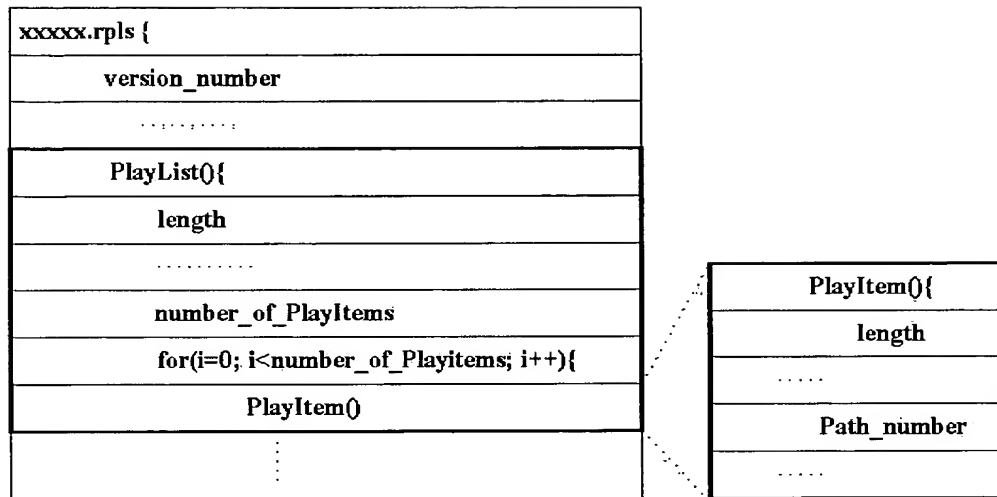 xxxxx.rpls {
version_number
.........
PlayList(){
length
..........
number_of_PlayItems
for(i=0; i<number_of_Playitems; i++){
PlayItem()
PlayItem(){
length
.....
Path_number
.....